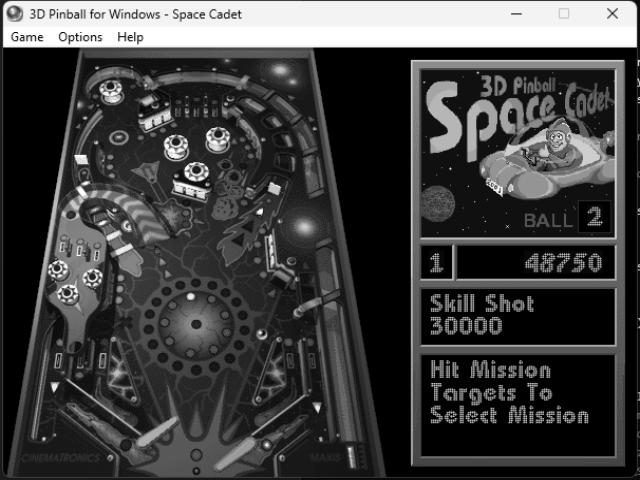 3D Pinball for Windows - Space Cadet
Game Options Help
3D Pinball
Space Cadet
BALL 2
1 48750
Skill Shot
30000
Hit Mission
Targets To
Select Mission
CINEMATRONICS
MAXIS